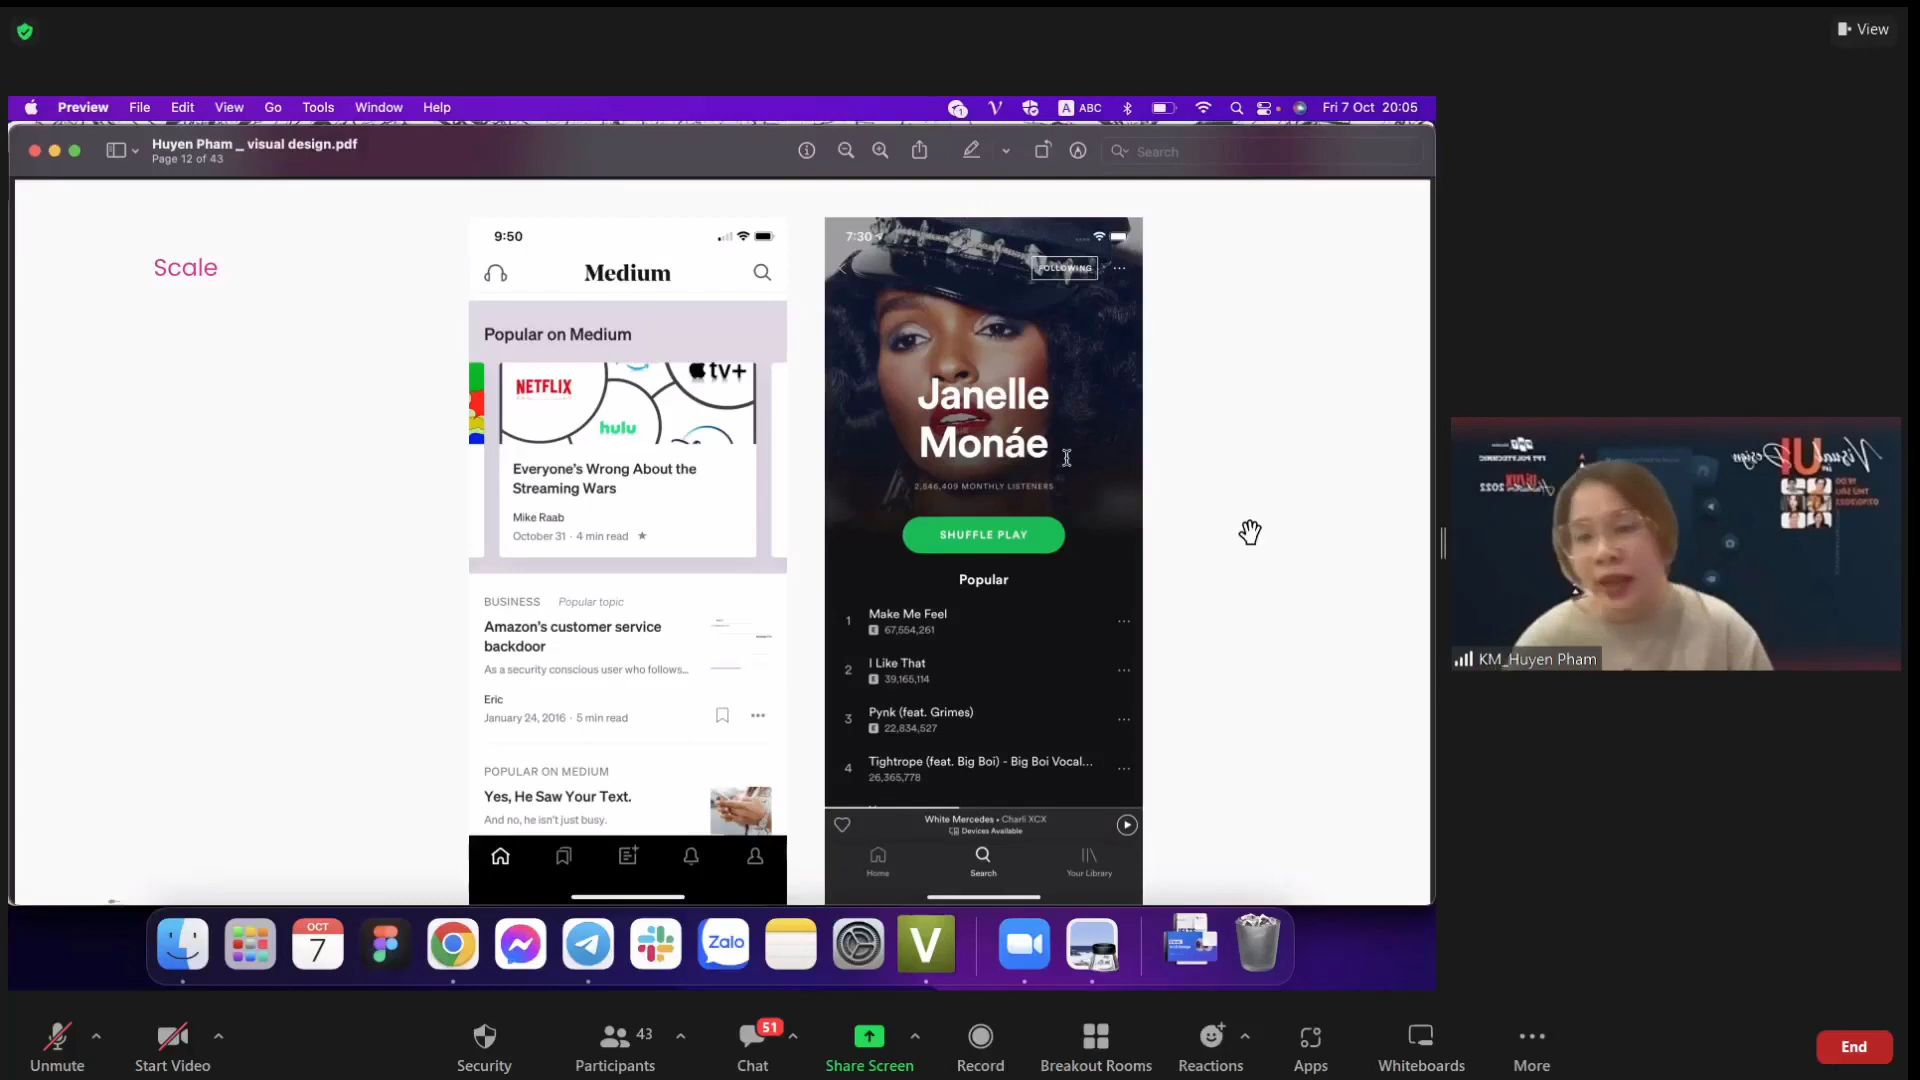 View
Preview File Edit View Go Tools Window Help
A ABC
Fri 7 Oct 20:05
Huyen Pham _ visual design.pdf
Page 12 of 43
Search
Scale
9:50
Medium
Popular on Medium
NETFLIX
hulu
tv+
Everyone's Wrong About the
Streaming Wars
Mike Raab
October 31 · 4 min read
BUSINESS Popular topic
Amazon's customer service
backdoor
As a security conscious user who follows...
Eric
January 24, 2016 · 5 min read
POPULAR ON MEDIUM
Yes, He Saw Your Text.
And no, he isn't just busy.
7:30
FOLLOWING
Janelle
Monáe
2,546,409 MONTHLY LISTENERS
SHUFFLE PLAY
Popular
1 Make Me Feel
E 67,554,261
2 I Like That
E 39,165,114
3 Pynk (feat. Grimes)
E 22,834,527
4 Tightrope (feat. Big Boi) - Big Boi Vocal...
26,365,778
White Mercedes • Charli XCX
Devices Available
Home
Search
Your Library
FPT POLYTECHNIC
2022
Visual Design
UI
KM_Huyen Pham
OCT
7
Zalo
V
Unmute
Start Video
Security
Participants
43
Chat
51
Share Screen
Record
Breakout Rooms
Reactions
Apps
Whiteboards
More
End